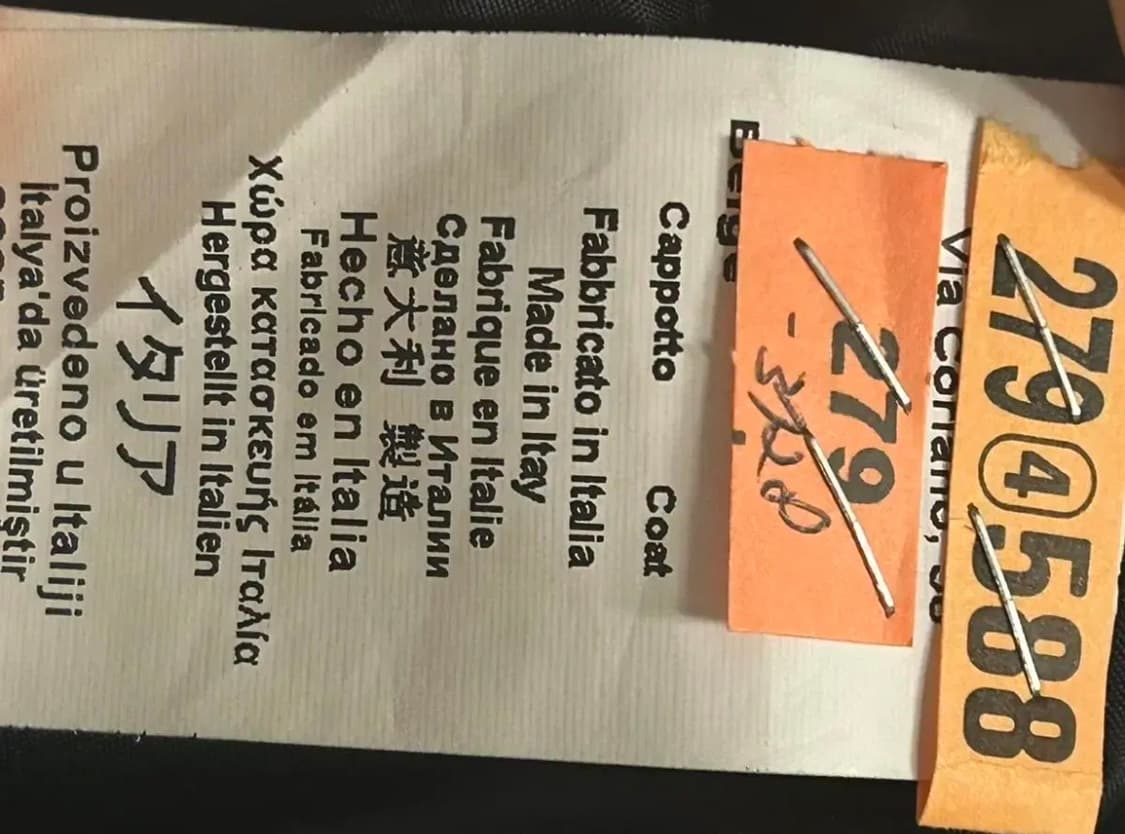 279 4 588
Via Corriano,
279
Beige
Cappotto Coat
Fabbricato in Italia
Made in Itay
Fabrique en Italie
Сделано в Италии
意大利 製造
Hecho en Italia
Fabricado em Itália
Χώρα κατασκευής Ιταλία
Hergestellt in Italien
イタリア
Proizvedeno u Italiji
İtalya'da üretilmiştir